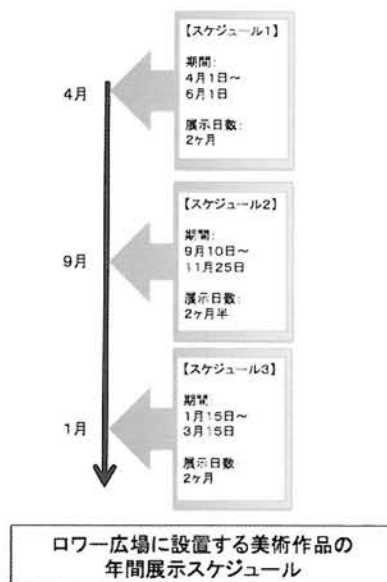 4月
【スケジュール1】
期間:
4月1日～
6月1日
展示日数:
2ヶ月
9月
【スケジュール2】
期間:
9月10日～
11月25日
展示日数:
2ヶ月半
1月
【スケジュール3】
期間:
1月15日～
3月15日
展示日数
2ヶ月
ロワー広場に設置する美術作品の
年間展示スケジュール